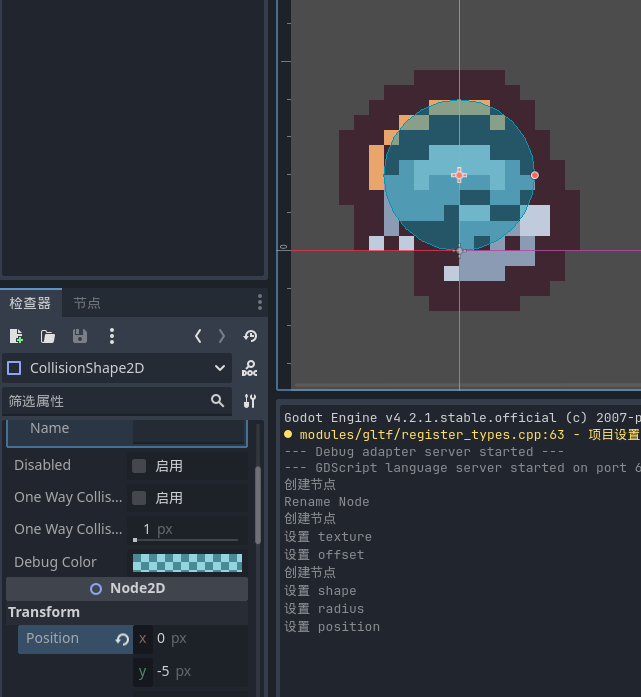 0
检查器 节点
CollisionShape2D
DOC
筛选属性
Name
Disabled 启用
One Way Collis... 启用
One Way Collis... 1 px
Debug Color
Node2D
Transform
Position x 0 px
y -5 px
Godot Engine v4.2.1.stable.official (c) 2007-p
modules/gltf/register_types.cpp:63 - 项目设置
--- Debug adapter server started ---
--- GDScript language server started on port 6
创建节点
Rename Node
创建节点
设置 texture
设置 offset
创建节点
设置 shape
设置 radius
设置 position